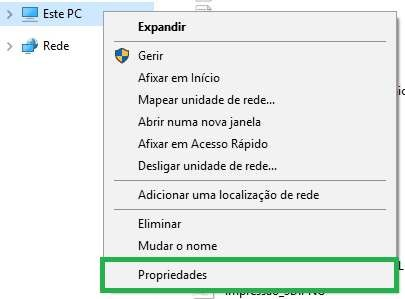 Este PC
Rede
Expandir
Gerir
Afixar em Início
Mapear unidade de rede...
Abrir numa nova janela
Afixar em Acesso Rápido
Desligar unidade de rede...
Adicionar uma localização de rede
Eliminar
Mudar o nome
Propriedades